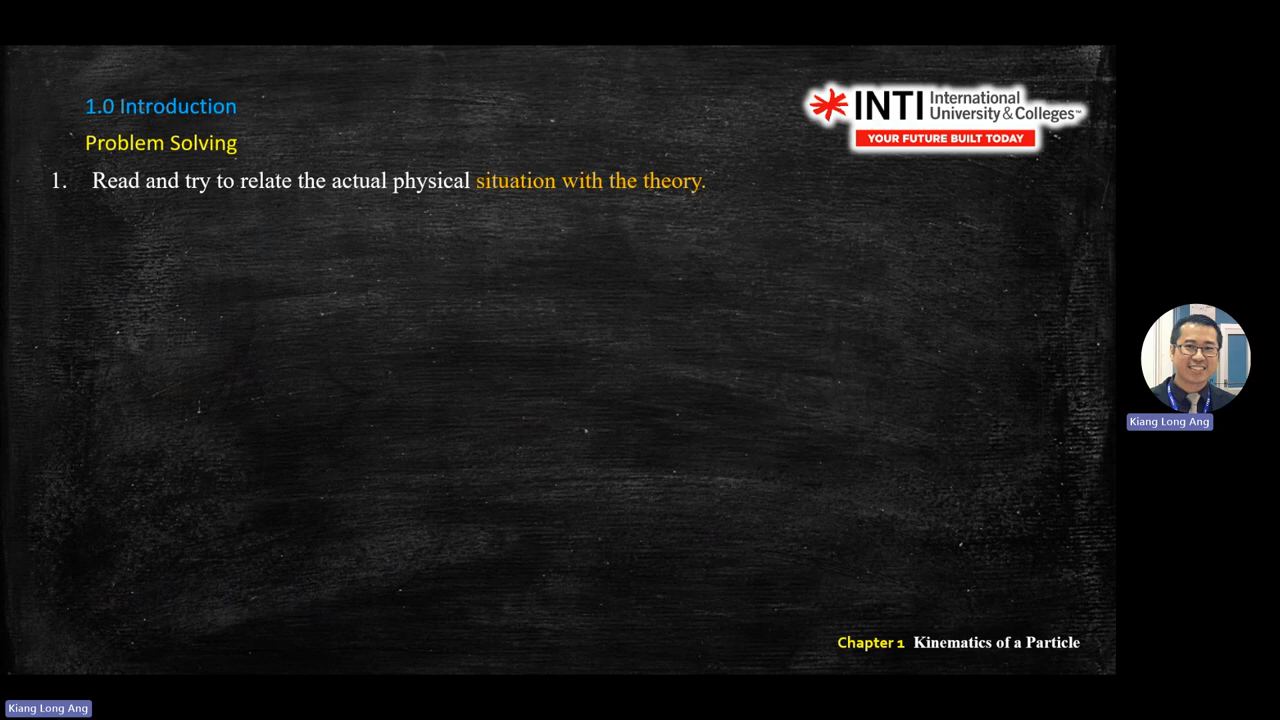 1.0 Introduction
Problem Solving
1. Read and try to relate the actual physical situation with the theory.
INTI International
University & Colleges™
YOUR FUTURE BUILT TODAY
Kiang Long Ang
Chapter 1 Kinematics of a Particle
Kiang Long Ang